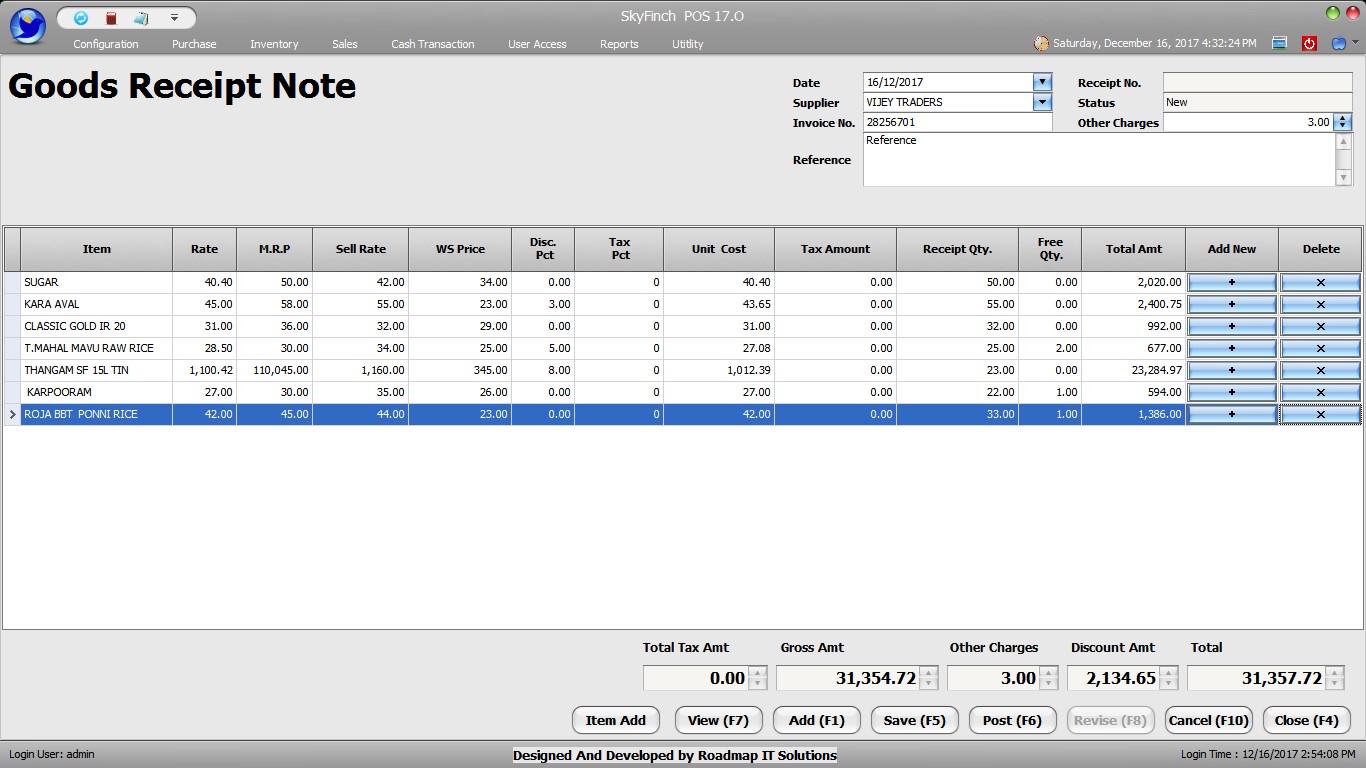 SkyFinch POS 17.O
Configuration Purchase Inventory Sales Cash Transaction User Access Reports Utitlity Saturday, December 16, 2017 4:32:24 PM
Goods Receipt Note
Date 16/12/2017 Receipt No.
Supplier VIJEY TRADERS Status New
Invoice No. 28256701 Other Charges 3.00
Reference Reference
Item Rate M.R.P Sell Rate WS Price Disc. Pct Tax Pct Unit Cost Tax Amount Receipt Qty. Free Qty. Total Amt Add New Delete
SUGAR 40.40 50.00 42.00 34.00 0.00 0 40.40 0.00 50.00 0.00 2,020.00 + x
KARA AVAL 45.00 58.00 55.00 23.00 3.00 0 43.65 0.00 55.00 0.00 2,400.75 + x
CLASSIC GOLD IR 20 31.00 36.00 32.00 29.00 0.00 0 31.00 0.00 32.00 0.00 992.00 + x
T.MAHAL MAVU RAW RICE 28.50 30.00 34.00 25.00 5.00 0 27.08 0.00 25.00 2.00 677.00 + x
THANGAM SF 15L TIN 1,100.42 110,045.00 1,160.00 345.00 8.00 0 1,012.39 0.00 23.00 0.00 23,284.97 + x
KARPOORAM 27.00 30.00 35.00 26.00 0.00 0 27.00 0.00 22.00 1.00 594.00 + x
ROJA BBT PONNI RICE 42.00 45.00 44.00 23.00 0.00 0 42.00 0.00 33.00 1.00 1,386.00 + x
Total Tax Amt Gross Amt Other Charges Discount Amt Total
0.00 31,354.72 3.00 2,134.65 31,357.72
Item Add View (F7) Add (F1) Save (F5) Post (F6) Revise (F8) Cancel (F10) Close (F4)
Login User: admin Designed And Developed by Roadmap IT Solutions Login Time : 12/16/2017 2:54:08 PM